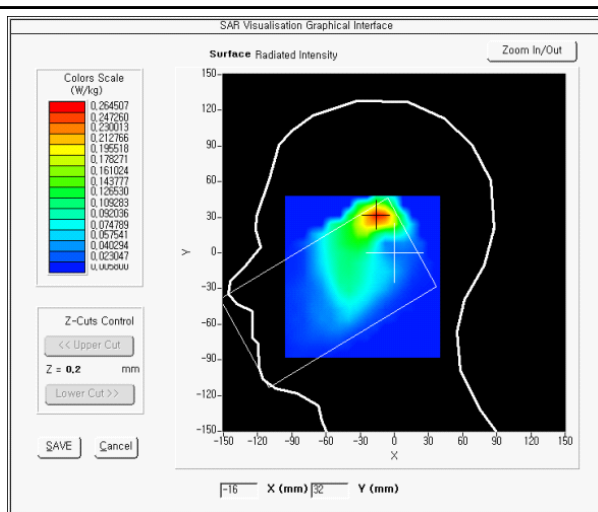 SAR Visualisation Graphical Interface
Surface Radiated Intensity
Zoom In/Out
Colors Scale
(W/kg)
0.264507
0.247260
0.230013
0.212766
0.195518
0.178271
0.161024
0.143777
0.126530
0.109283
0.092036
0.074789
0.057541
0.040294
0.023047
0.005800
Z-Cuts Control
<< Upper Cut
Z = 0.2 mm
Lower Cut >>
SAVE Cancel
150
120
90
60
30
0
-30
-60
-90
-120
-150
Y
-150 -120 -90 -60 -30 0 30 60 90 120 150
X
-16 X (mm) 32 Y (mm)